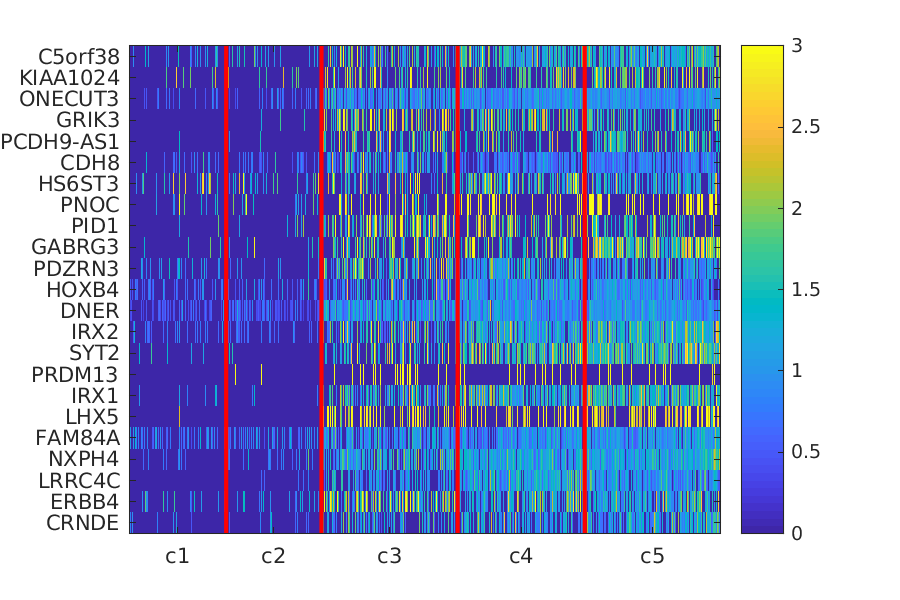 C5orf38
KIAA1024
ONECUT3
GRIK3
PCDH9-AS1
CDH8
HS6ST3
PNOC
PID1
GABRG3
PDZRN3
HOXB4
DNER
IRX2
SYT2
PRDM13
IRX1
LHX5
FAM84A
NXPH4
LRRC4C
ERBB4
CRNDE
c1 c2 c3 c4 c5
3
2.5
2
1.5
1
0.5
0